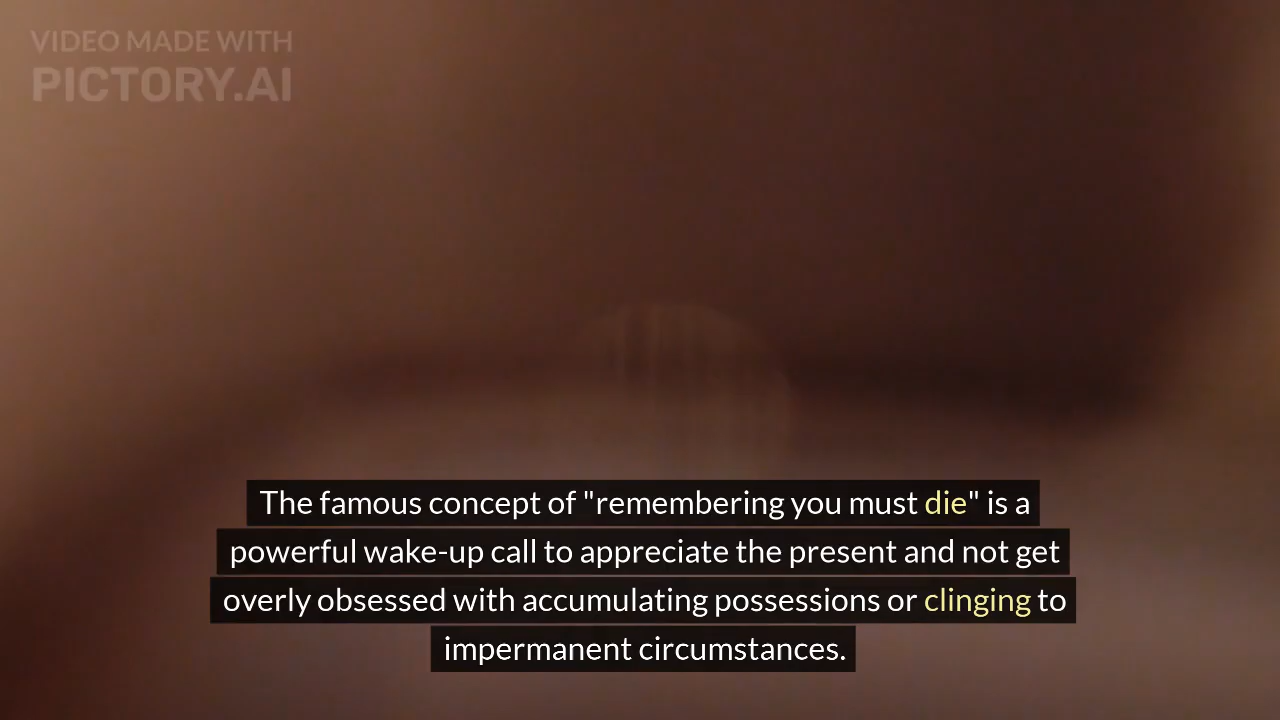 VIDEO MADE WITH
PICTORY.AI
The famous concept of "remembering you must die" is a
powerful wake-up call to appreciate the present and not get
overly obsessed with accumulating possessions or clinging to
impermanent circumstances.